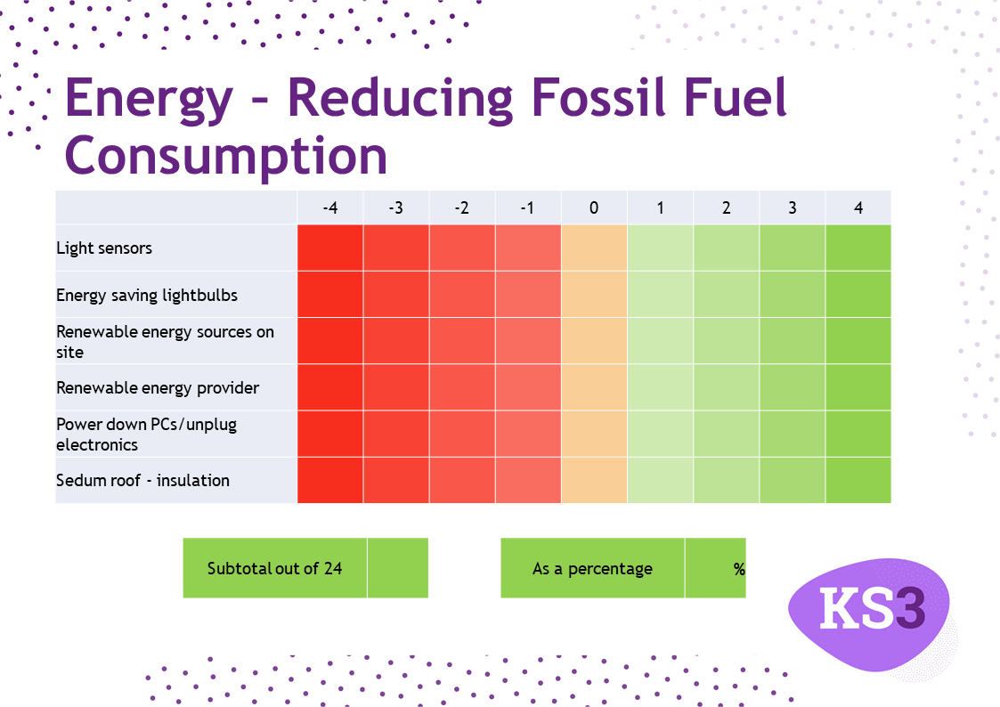 Energy – Reducing Fossil Fuel
Consumption
-4 -3 -2 -1 0 1 2 3 4
Light sensors
Energy saving lightbulbs
Renewable energy sources on
site
Renewable energy provider
Power down PCs/unplug
electronics
Sedum roof - insulation
Subtotal out of 24
As a percentage %
KS3